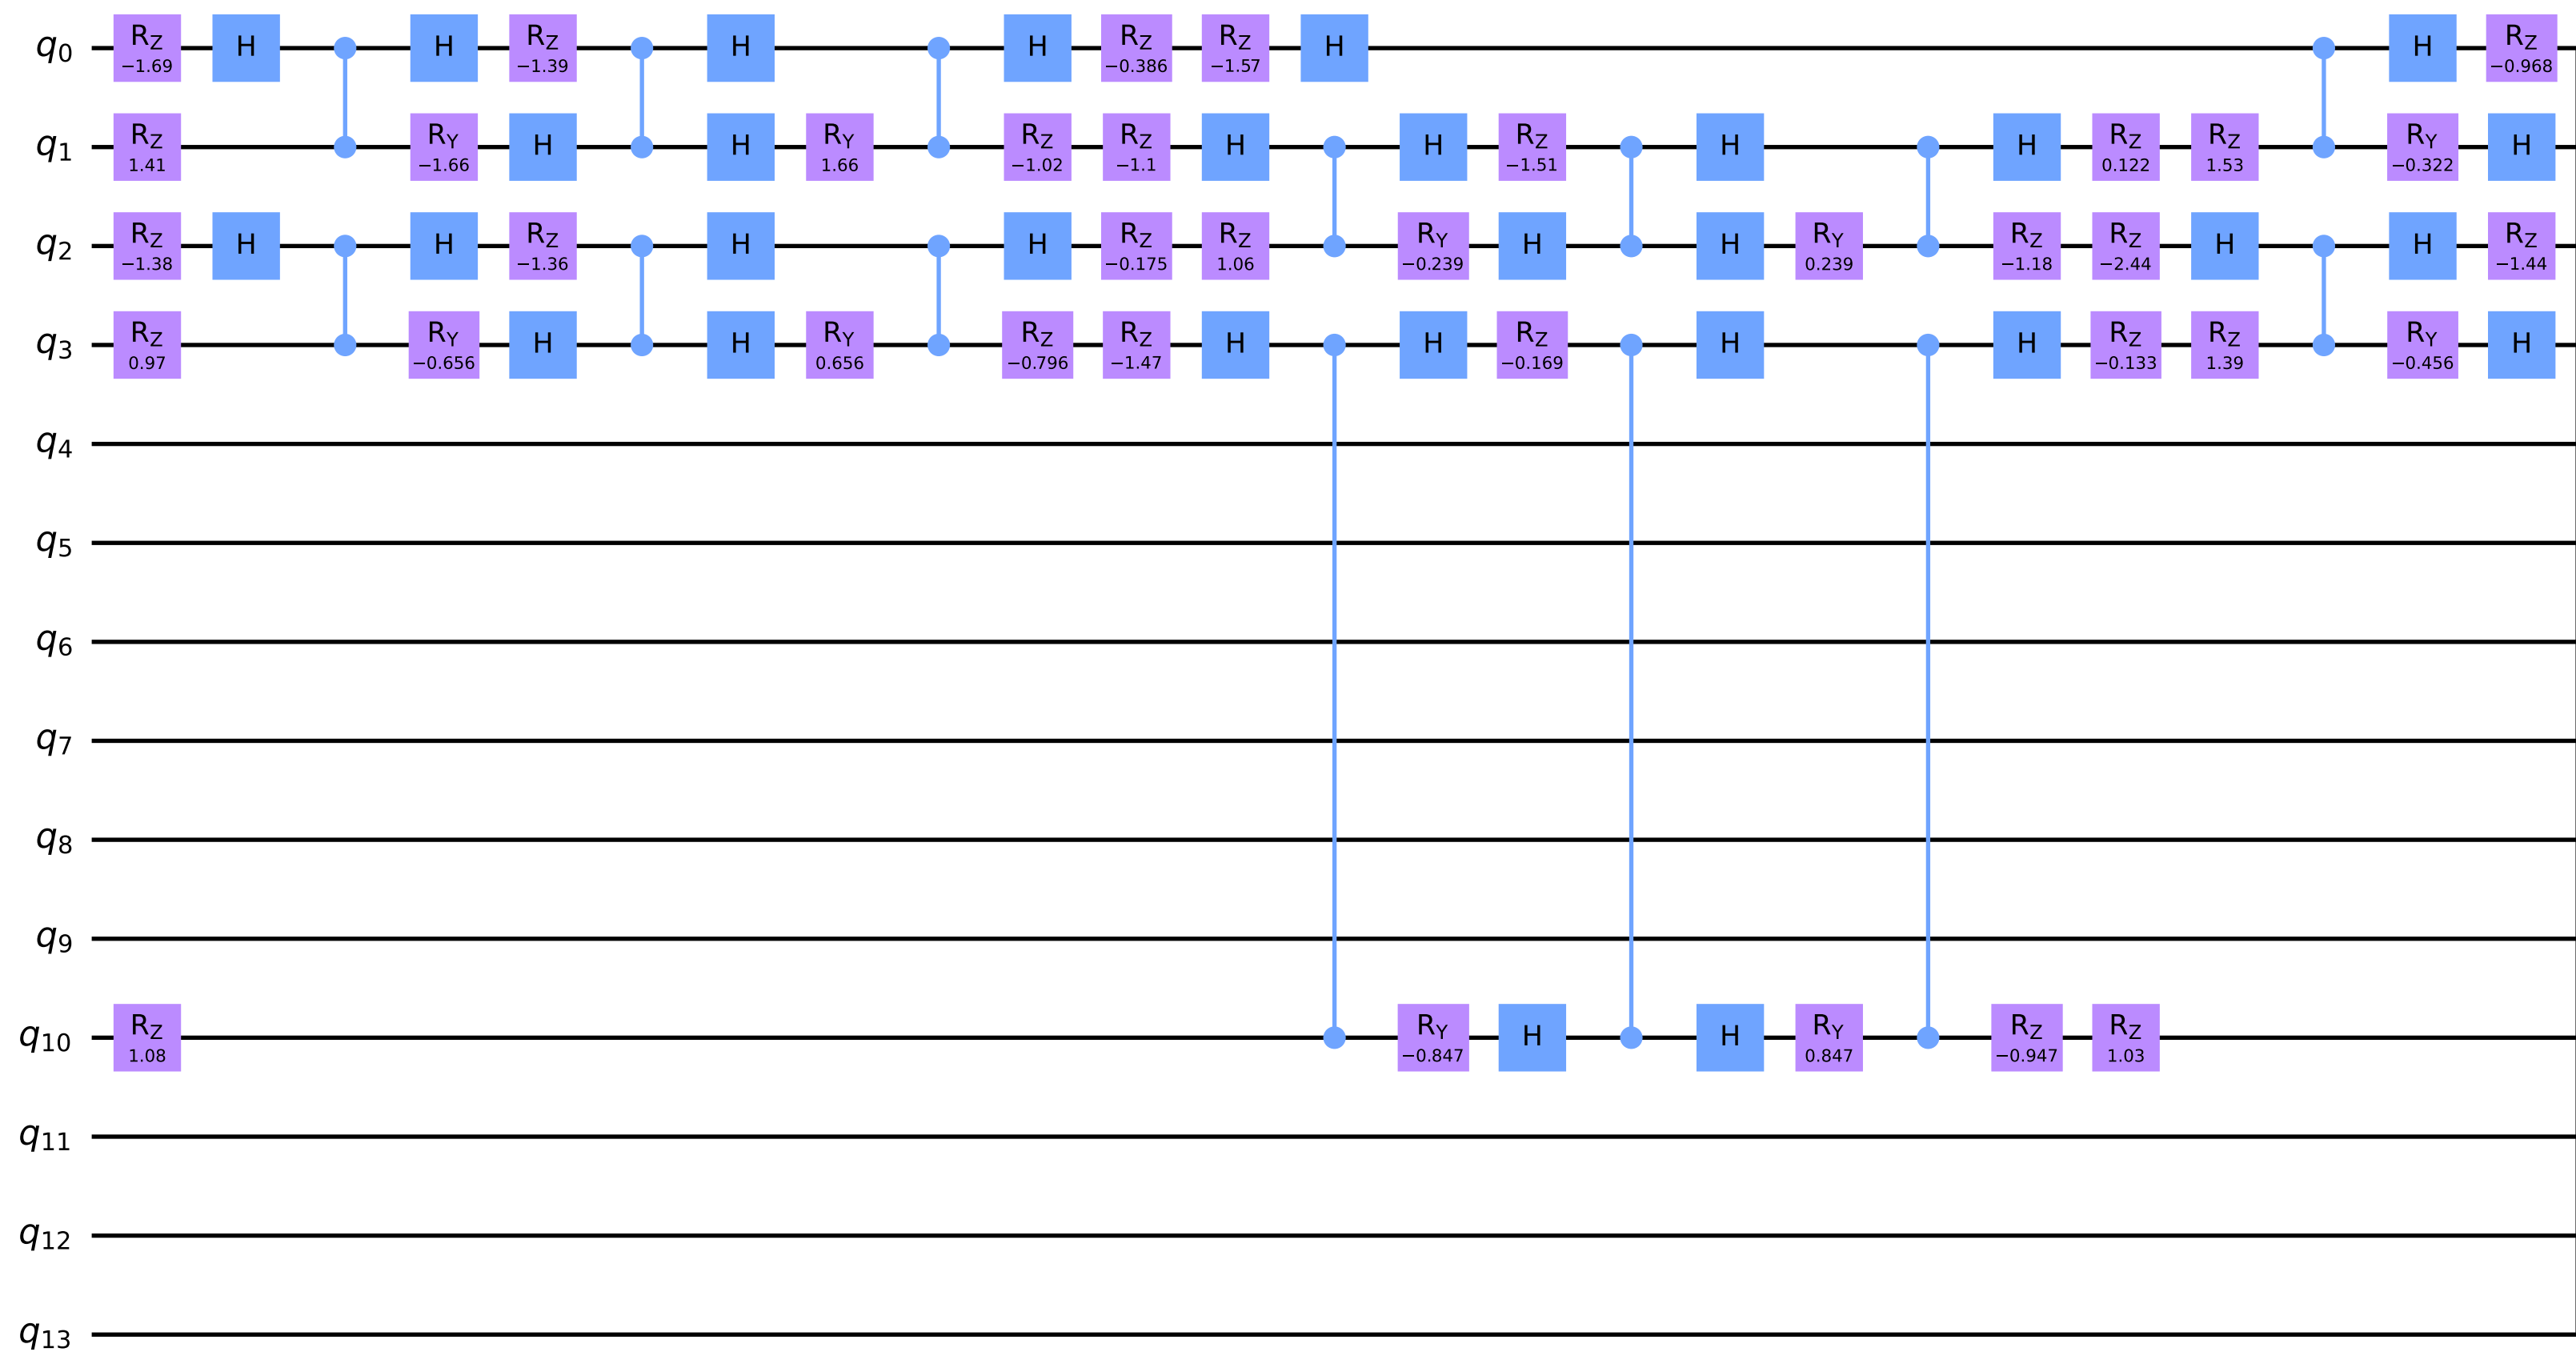 q0 RZ −1.69 H H RZ −1.39 H H RZ −0.386 RZ −1.57 H H RZ −0.968
q1 RZ 1.41 RY −1.66 H H RY 1.66 RZ −1.02 RZ −1.1 H H RZ −1.51 H H RZ 0.122 RZ 1.53 RY −0.322 H
q2 RZ −1.38 H H RZ −1.36 H H RZ −0.175 RZ 1.06 RY −0.239 H H RY 0.239 RZ −1.18 RZ −2.44 H H RZ −1.44
q3 RZ 0.97 RY −0.656 H H RY 0.656 RZ −0.796 RZ −1.47 H H RZ −0.169 H H RZ −0.133 RZ 1.39 RY −0.456 H
q4
q5
q6
q7
q8
q9
q10 RZ 1.08 RY −0.847 H H RY 0.847 RZ −0.947 RZ 1.03
q11
q12
q13